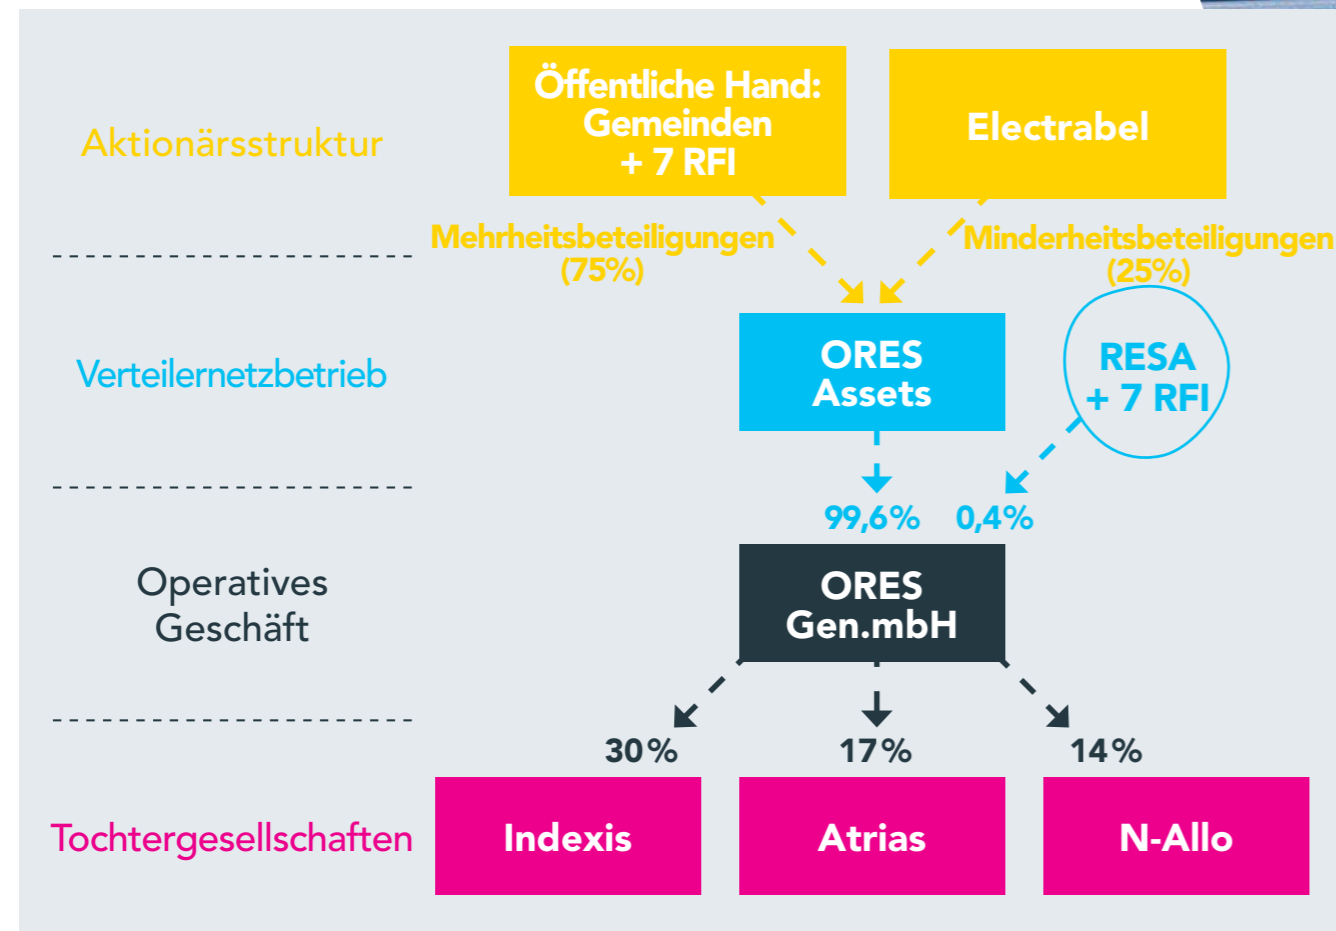 Aktionärsstruktur
Öffentliche Hand:
Gemeinden
+ 7 RFI
Electrabel
Mehrheitsbeteiligungen
(75%)
Minderheitsbeteiligungen
(25%)
Verteilernetzbetrieb
ORES
Assets
RESA
+ 7 RFI
99,6%
0,4%
Operatives
Geschäft
ORES
Gen.mbH
30%
17%
14%
Tochtergesellschaften
Indexis
Atrias
N-Allo